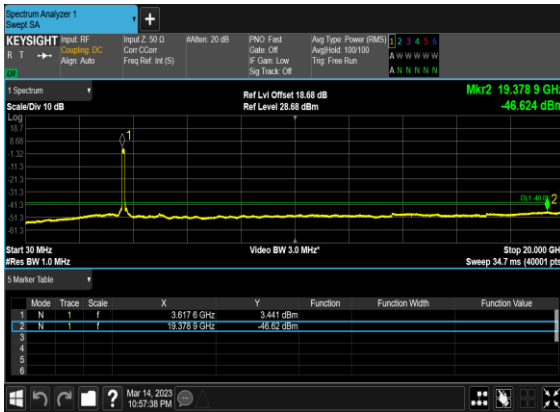 Spectrum Analyzer 1
Swept SA
+
KEYSIGHT Input: RF Input Z: 50 Ω #Atten: 20 dB PNO: Fast Avg Type: Power (RMS) 1 2 3 4 5 6
R T Coupling: DC Corr CCorr Gate: Off Avg|Hold: 100/100 A W W W W W
Align: Auto Freq Ref: Int (S) IF Gain: Low Trig: Free Run
LXI Sig Track: Off A N N N N N
1 Spectrum Ref Lvl Offset 18.68 dB Mkr2 19.378 9 GHz
Scale/Div 10 dB Ref Level 28.68 dBm -46.624 dBm
Log
18.7
8.68 1
-1.32
-11.3
-21.3
-31.3
-41.3 2
-51.3
-61.3
Start 30 MHz Video BW 3.0 MHz* Stop 20.000 GHz
#Res BW 1.0 MHz Sweep 34.7 ms (40001 pts)
5 Marker Table
Mode Trace Scale X Y Function Function Width Function Value
1 N 1 f 3.617 6 GHz 3.441 dBm
2 N 1 f 19.378 9 GHz -46.62 dBm
3
4
5
6
? Mar 14, 2023
10:57:38 PM